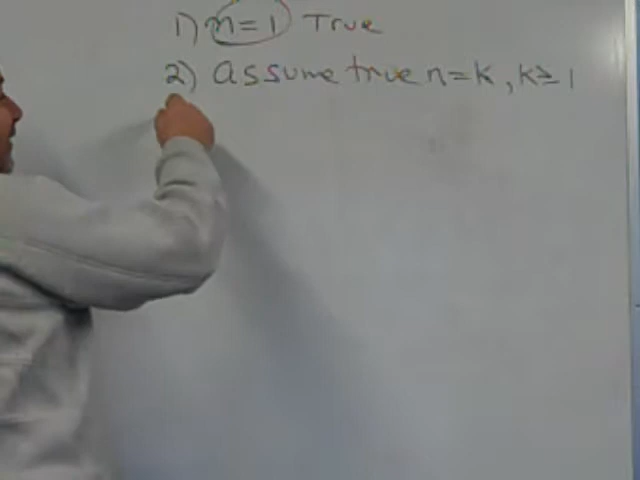 1) n=1 True
2) Assume true n=k, k≥1